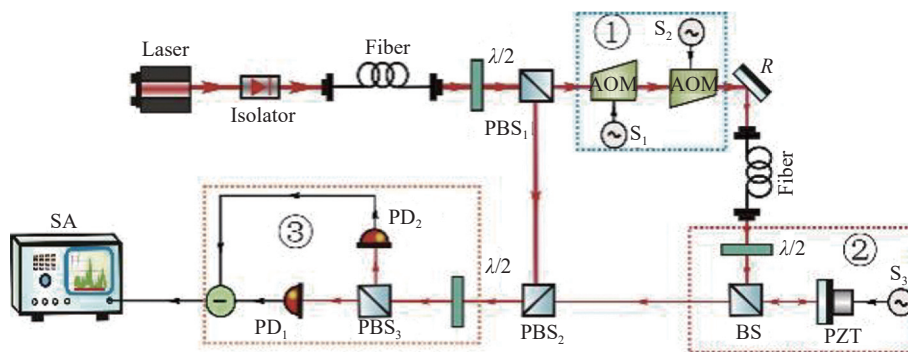 Laser
Isolator
Fiber
λ/2
PBS₁
①
S₂
AOM
AOM
S₁
R
Fiber
SA
③
PD₂
λ/2
PD₁
PBS₃
PBS₂
λ/2
②
S₃
BS
PZT